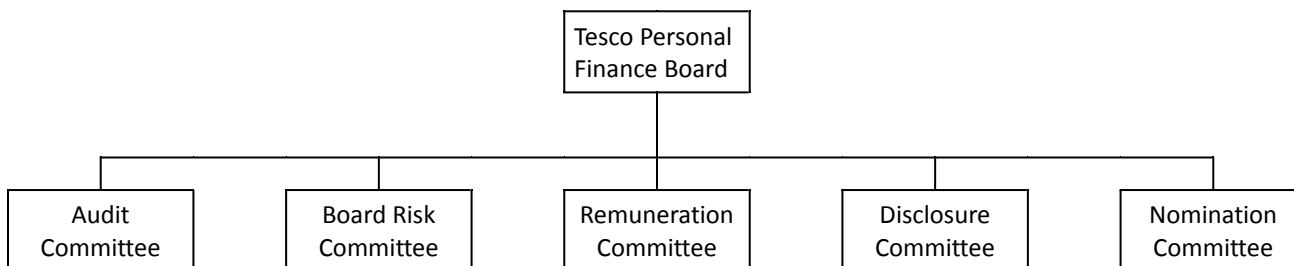 Tesco Personal
Finance Board
Audit
Committee
Board Risk
Committee
Remuneration
Committee
Disclosure
Committee
Nomination
Committee